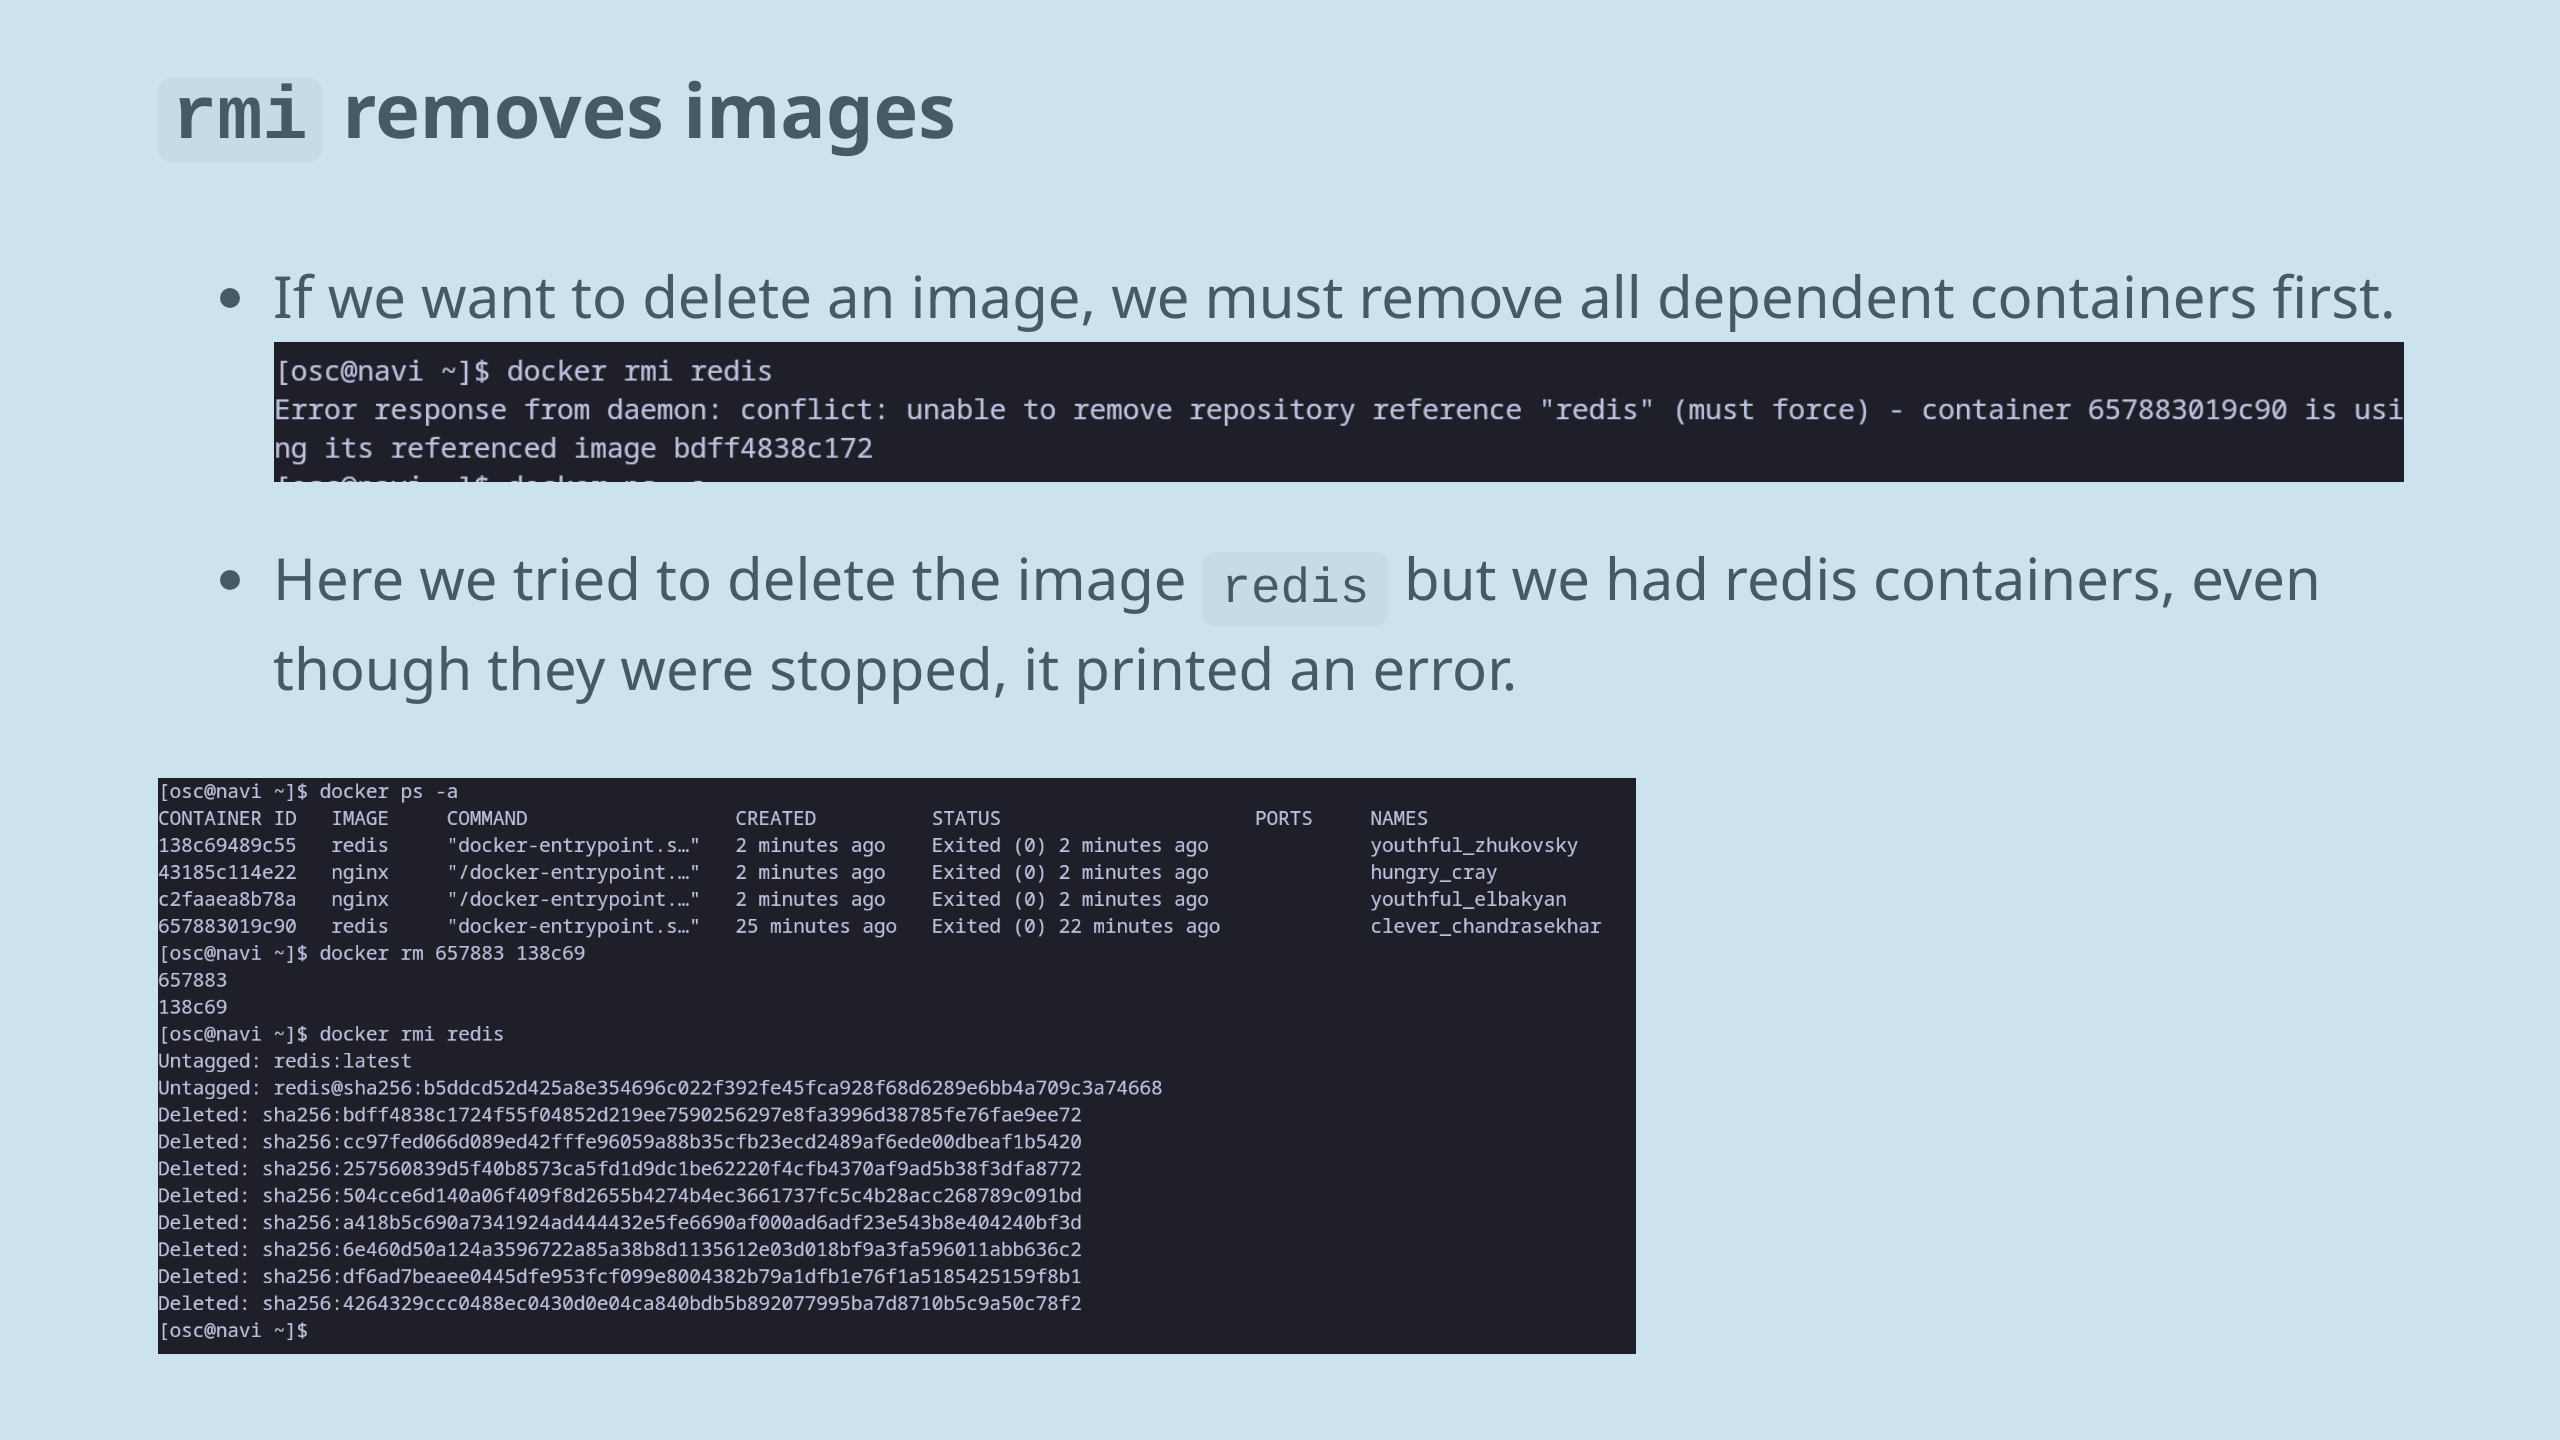 rmi removes images
If we want to delete an image, we must remove all dependent containers first.
[osc@navi ~]$ docker rmi redis
Error response from daemon: conflict: unable to remove repository reference "redis" (must force) - container 657883019c90 is usi
ng its referenced image bdff4838c172
Here we tried to delete the image redis but we had redis containers, even
though they were stopped, it printed an error.
[osc@navi ~]$ docker ps -a
CONTAINER ID   IMAGE     COMMAND                  CREATED          STATUS                      PORTS     NAMES
138c69489c55   redis     "docker-entrypoint.s…"   2 minutes ago    Exited (0) 2 minutes ago              youthful_zhukovsky
43185c114e22   nginx     "/docker-entrypoint.…"   2 minutes ago    Exited (0) 2 minutes ago              hungry_cray
c2faaea8b78a   nginx     "/docker-entrypoint.…"   2 minutes ago    Exited (0) 2 minutes ago              youthful_elbakyan
657883019c90   redis     "docker-entrypoint.s…"   25 minutes ago   Exited (0) 22 minutes ago             clever_chandrasekhar
[osc@navi ~]$ docker rm 657883 138c69
657883
138c69
[osc@navi ~]$ docker rmi redis
Untagged: redis:latest
Untagged: redis@sha256:b5ddcd52d425a8e354696c022f392fe45fca928f68d6289e6bb4a709c3a74668
Deleted: sha256:bdff4838c1724f55f04852d219ee7590256297e8fa3996d38785fe76fae9ee72
Deleted: sha256:cc97fed066d089ed42fffe96059a88b35cfb23ecd2489af6ede00dbeaf1b5420
Deleted: sha256:257560839d5f40b8573ca5fd1d9dc1be62220f4cfb4370af9ad5b38f3dfa8772
Deleted: sha256:504cce6d140a06f409f8d2655b4274b4ec3661737fc5c4b28acc268789c091bd
Deleted: sha256:a418b5c690a7341924ad444432e5fe6690af000ad6adf23e543b8e404240bf3d
Deleted: sha256:6e460d50a124a3596722a85a38b8d1135612e03d018bf9a3fa596011abb636c2
Deleted: sha256:df6ad7beaee0445dfe953fcf099e8004382b79a1dfb1e76f1a5185425159f8b1
Deleted: sha256:4264329ccc0488ec0430d0e04ca840bdb5b892077995ba7d8710b5c9a50c78f2
[osc@navi ~]$